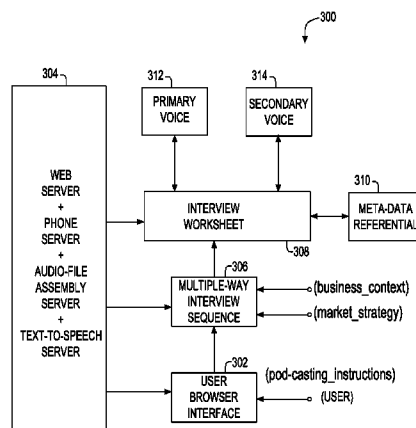 300
304
312
314
PRIMARY
VOICE
SECONDARY
VOICE
WEB
SERVER
+
PHONE
SERVER
+
AUDIO-FILE
ASSEMBLY
SERVER
+
TEXT-TO-SPEECH
SERVER
310
INTERVIEW
WORKSHEET
META-DATA
REFERENTIAL
308
306
MULTIPLE-WAY
INTERVIEW
SEQUENCE
(business_context)
(market_strategy)
302
USER
BROWSER
INTERFACE
(pod-casting_instructions)
(USER)